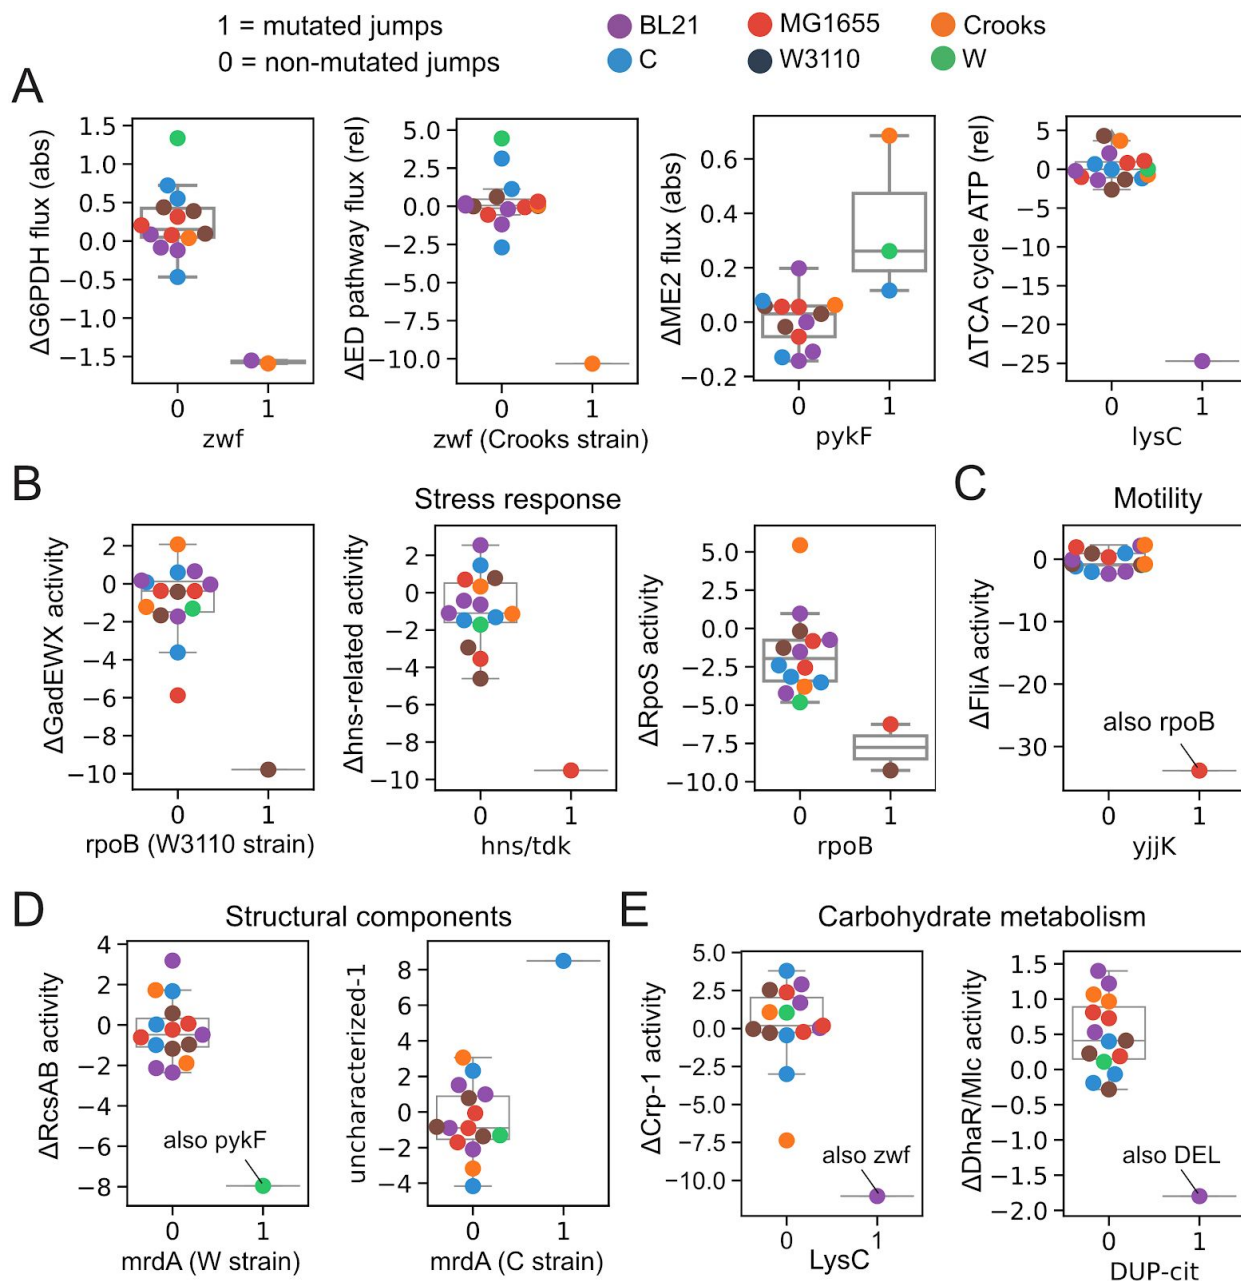 1 = mutated jumps
0 = non-mutated jumps
BL21
MG1655
Crooks
C
W3110
W
A
ΔG6PDH flux (abs)
1.5
1.0
0.5
0.0
−0.5
−1.0
−1.5
0 1
zwf
ΔED pathway flux (rel)
5.0
2.5
0.0
−2.5
−5.0
−7.5
−10.0
0 1
zwf (Crooks strain)
ΔME2 flux (abs)
0.6
0.4
0.2
0.0
−0.2
0 1
pykF
ΔTCA cycle ATP (rel)
5
0
−5
−10
−15
−20
−25
0 1
lysC
B
Stress response
ΔGadEWX activity
2
0
−2
−4
−6
−8
−10
0 1
rpoB (W3110 strain)
Δhns-related activity
2
0
−2
−4
−6
−8
−10
0 1
hns/tdk
ΔRpoS activity
5.0
2.5
0.0
−2.5
−5.0
−7.5
−10.0
0 1
rpoB
C
Motility
ΔFliA activity
0
−10
−20
−30
also rpoB
0 1
yjjK
D
Structural components
ΔRcsAB activity
4
2
0
−2
−4
−6
−8
also pykF
0 1
mrdA (W strain)
uncharacterized-1
8
6
4
2
0
−2
−4
0 1
mrdA (C strain)
E
Carbohydrate metabolism
ΔCrp-1 activity
5.0
2.5
0.0
−2.5
−5.0
−7.5
−10.0
also zwf
0 1
LysC
ΔDhaR/Mlc activity
1.5
1.0
0.5
0.0
−0.5
−1.0
−1.5
−2.0
also DEL
0 1
DUP-cit